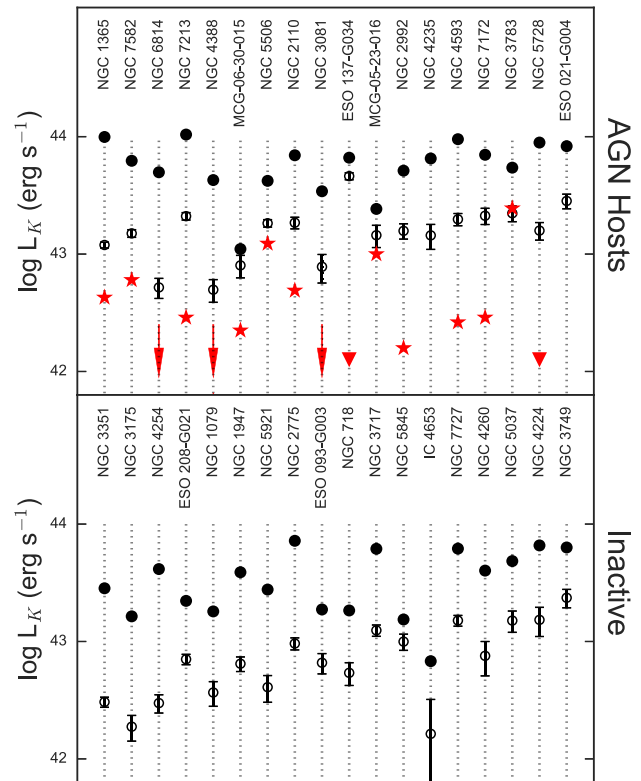 NGC 1365
NGC 7582
NGC 6814
NGC 7213
NGC 4388
MCG-06-30-015
NGC 5506
NGC 2110
NGC 3081
ESO 137-G034
MCG-05-23-016
NGC 2992
NGC 4235
NGC 4593
NGC 7172
NGC 3783
NGC 5728
ESO 021-G004
44
43
42
log L_K (erg s^{-1})
AGN Hosts
NGC 3351
NGC 3175
NGC 4254
ESO 208-G021
NGC 1079
NGC 1947
NGC 5921
NGC 2775
ESO 093-G003
NGC 718
NGC 3717
NGC 5845
IC 4653
NGC 7727
NGC 4260
NGC 5037
NGC 4224
NGC 3749
44
43
42
log L_K (erg s^{-1})
Inactive